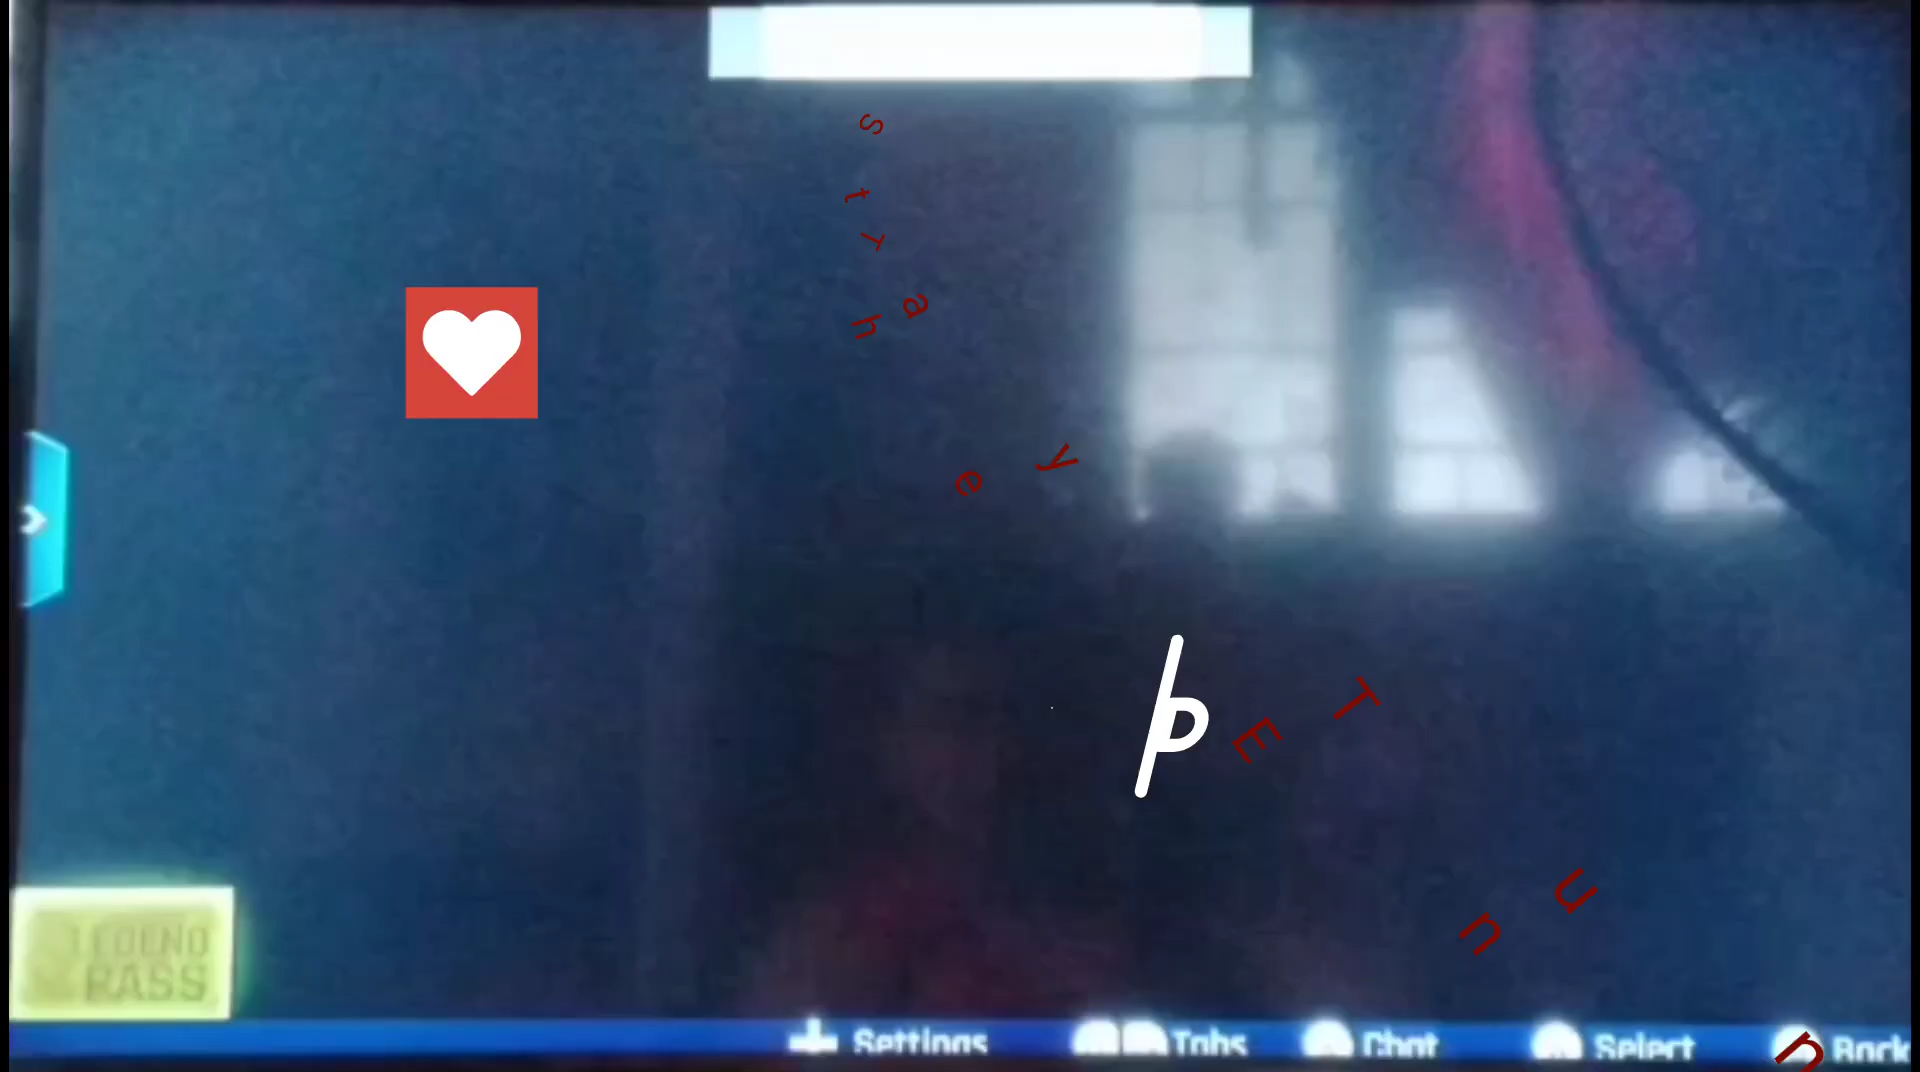 s
t
r
a
h
e
y
p
E
T
u
n
LEGEND
PASS
Settings
Tabs
Chat
Select
Back
n